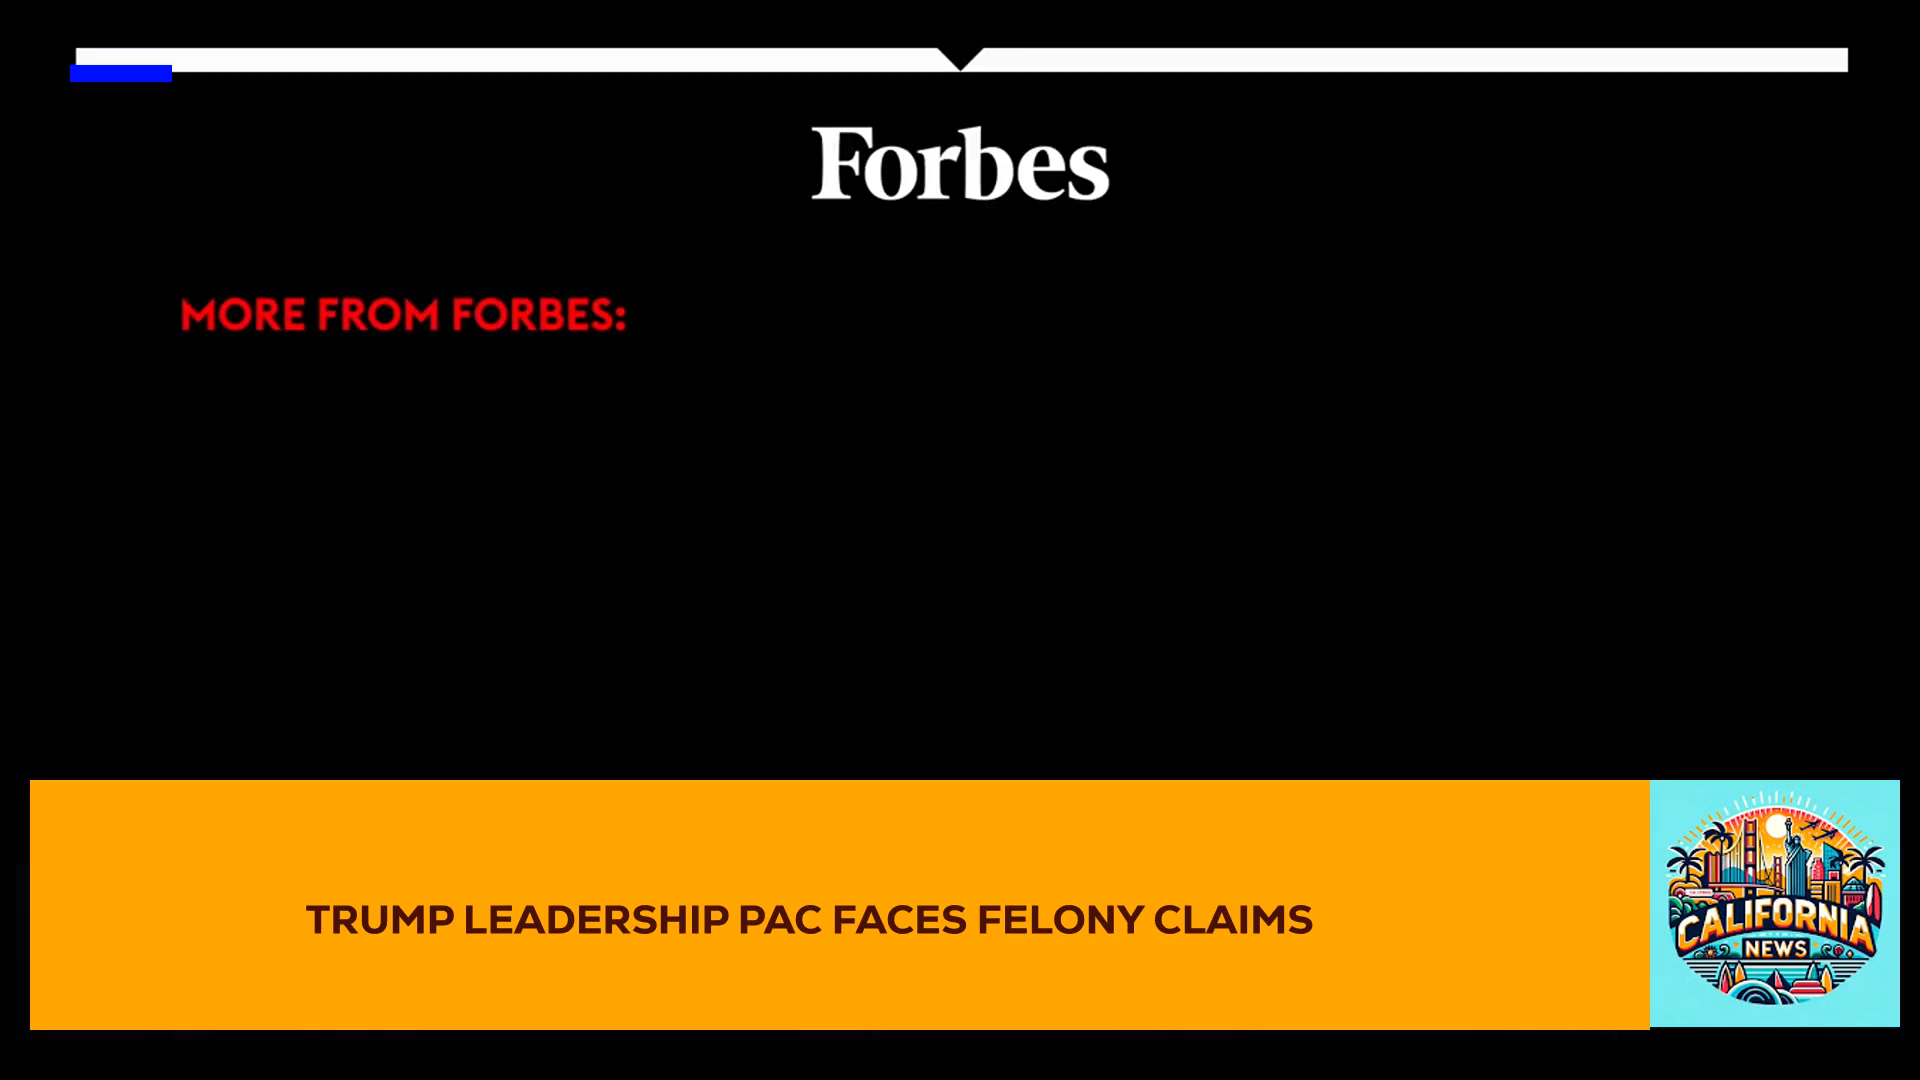 Forbes
MORE FROM FORBES:
TRUMP LEADERSHIP PAC FACES FELONY CLAIMS
CALIFORNIA
NEWS